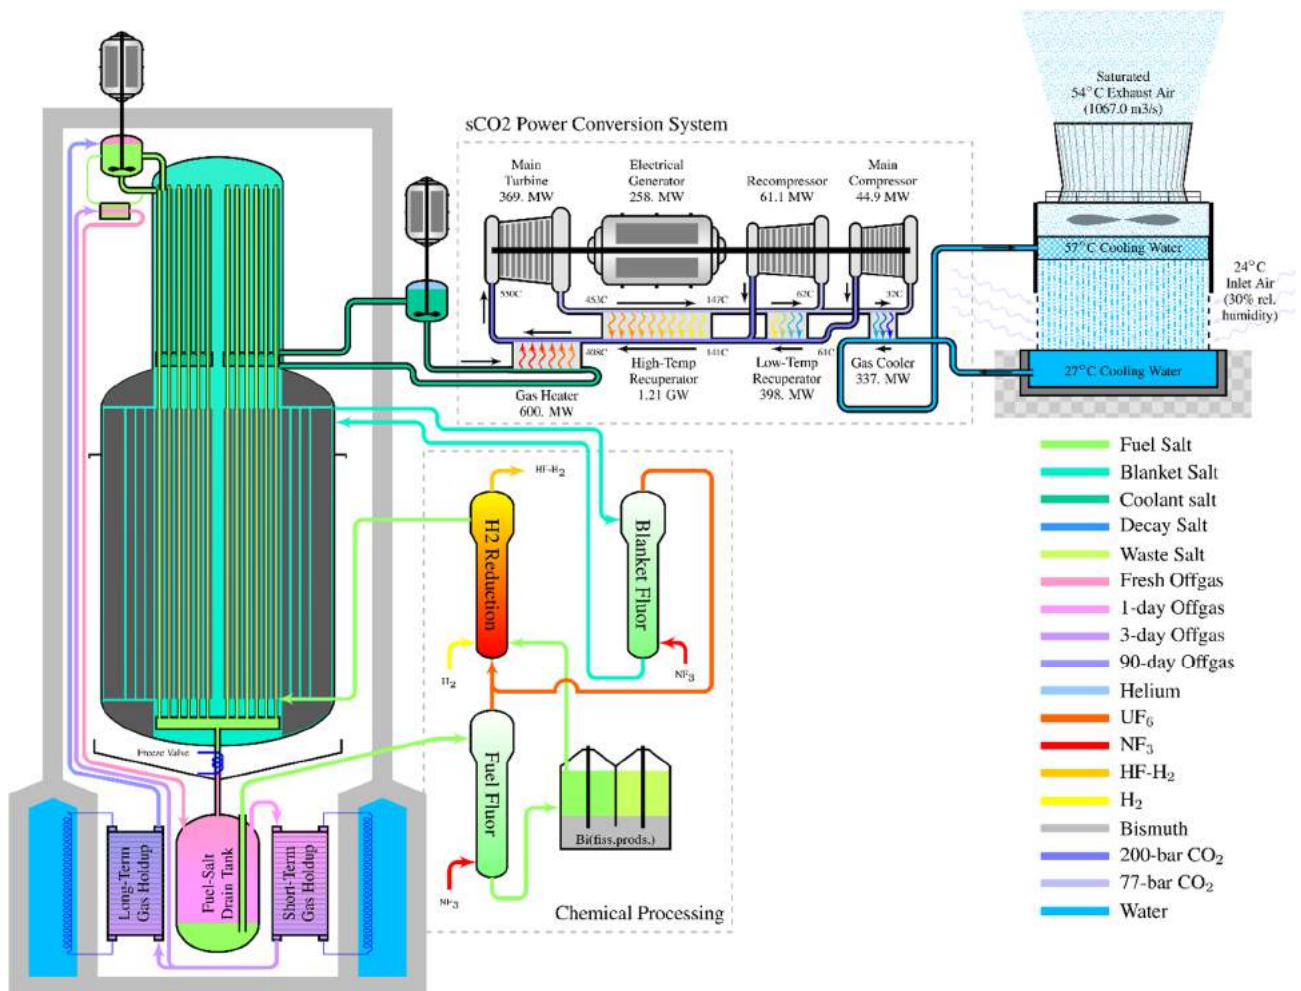 Saturated
54°C Exhaust Air
(1067.0 m3/s)
sCO2 Power Conversion System
Main
Turbine
369. MW
Electrical
Generator
258. MW
Recompressor
61.1 MW
Main
Compressor
44.9 MW
57°C Cooling Water
24°C
Inlet Air
(30% rel.
humidity)
550C
453C
147C
62C
32C
408C
141C
61C
High-Temp
Recuperator
1.21 GW
Low-Temp
Recuperator
398. MW
Gas Cooler
337. MW
Gas Heater
600. MW
27°C Cooling Water
HF-H2
H2 Reduction
Blanket Fluor
H2
NF3
Fuel Fluor
NF3
Bi(fiss.prods.)
Chemical Processing
Freeze Valve
Long-Term
Gas Holdup
Fuel-Salt
Drain Tank
Short-Term
Gas Holdup
Fuel Salt
Blanket Salt
Coolant salt
Decay Salt
Waste Salt
Fresh Offgas
1-day Offgas
3-day Offgas
90-day Offgas
Helium
UF6
NF3
HF-H2
H2
Bismuth
200-bar CO2
77-bar CO2
Water